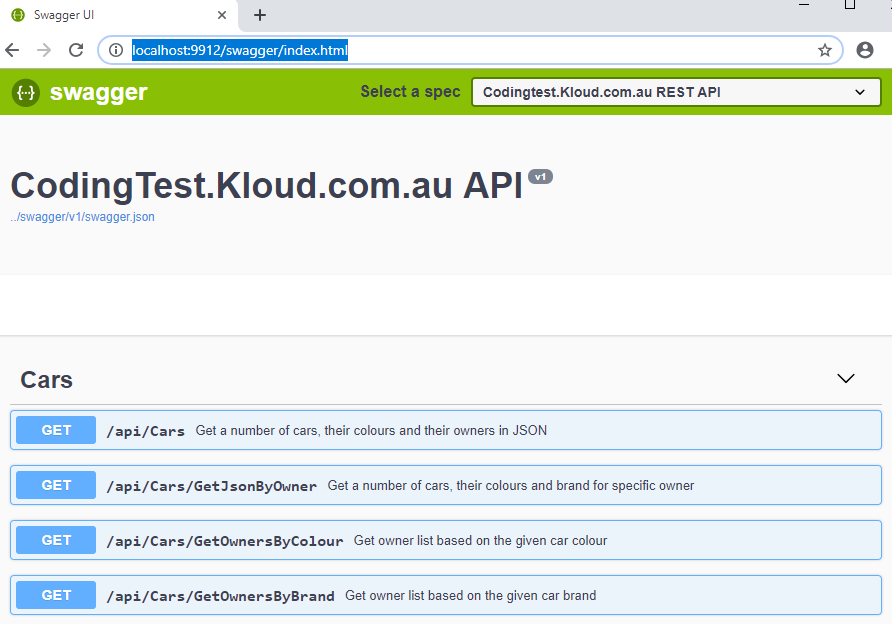 Swagger UI
localhost:9912/swagger/index.html
{...} swagger Select a spec Codingtest.Kloud.com.au REST API
CodingTest.Kloud.com.au API v1
../swagger/v1/swagger.json
Cars
GET /api/Cars Get a number of cars, their colours and their owners in JSON
GET /api/Cars/GetJsonByOwner Get a number of cars, their colours and brand for specific owner
GET /api/Cars/GetOwnersByColour Get owner list based on the given car colour
GET /api/Cars/GetOwnersByBrand Get owner list based on the given car brand